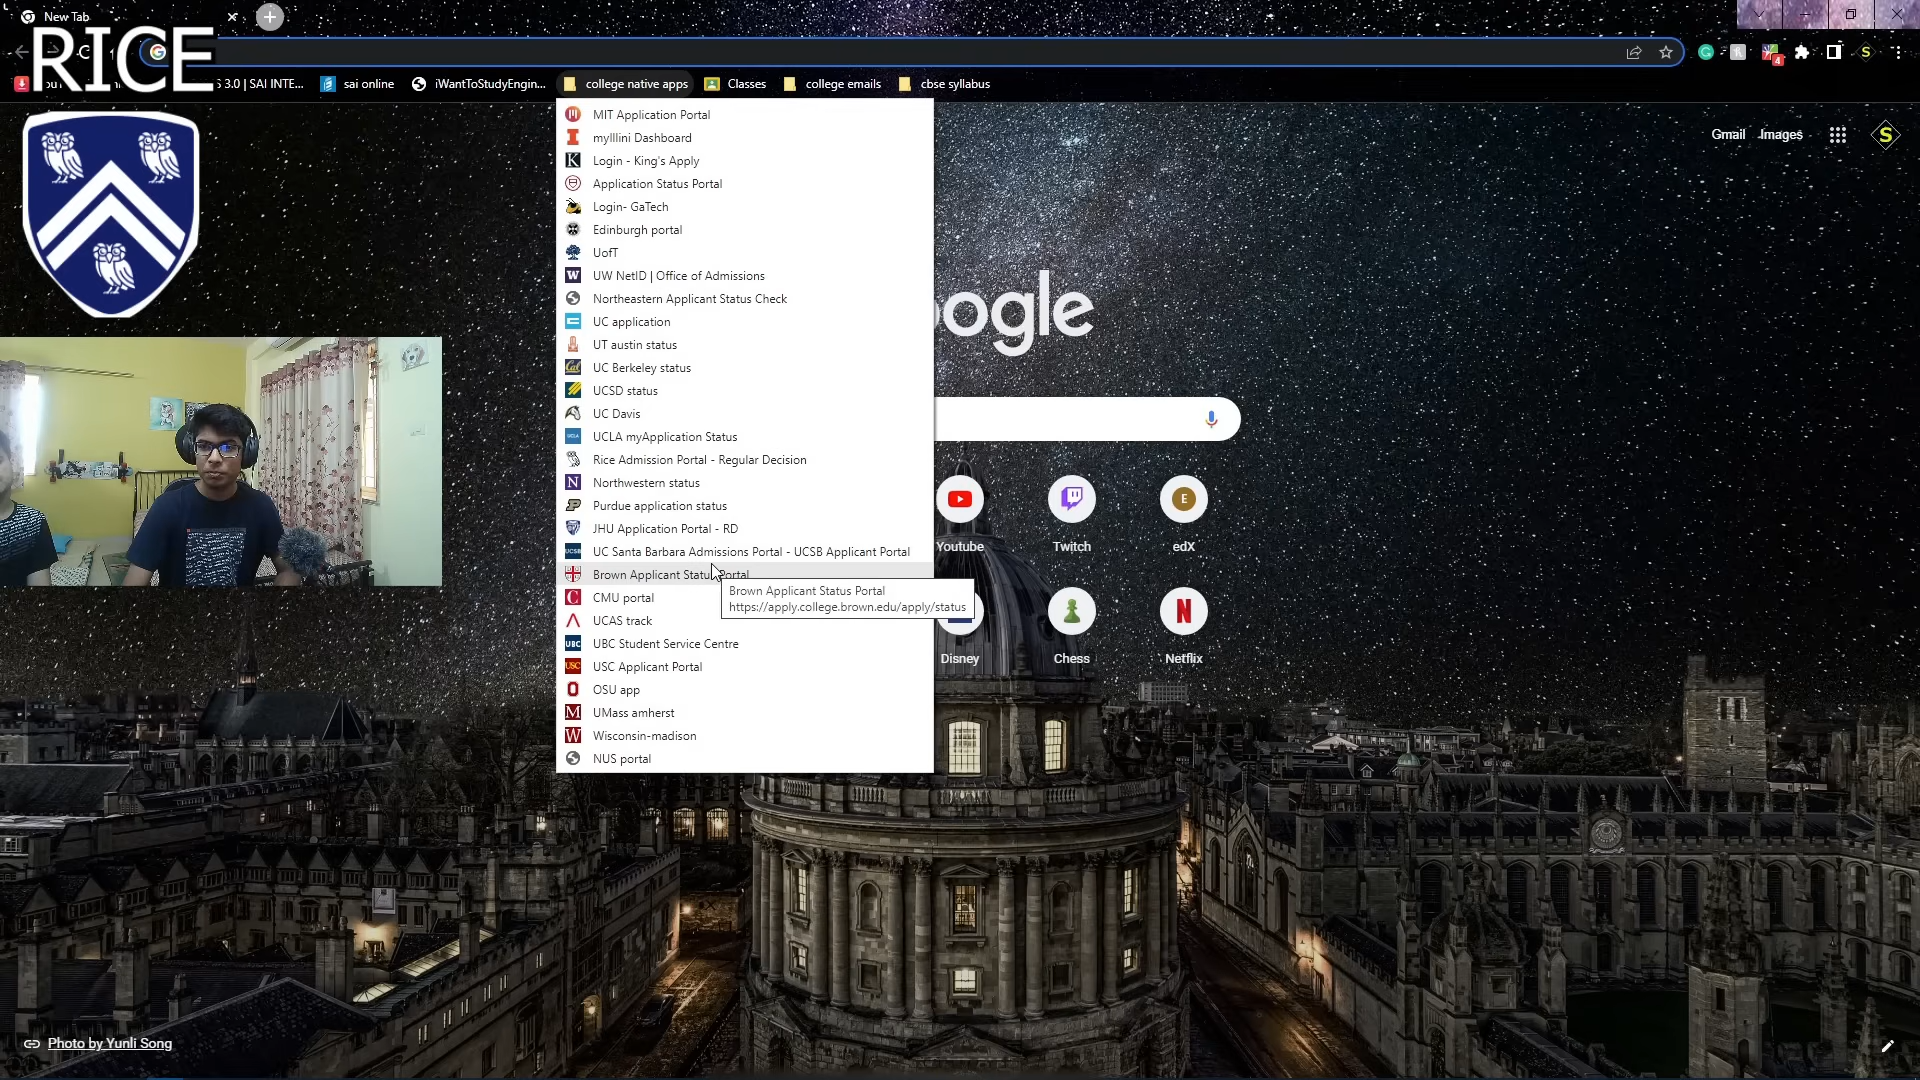 New Tab
RICE
S 3.0 | SAI INTE...
sai online
iWantToStudyEngin...
college native apps
Classes
college emails
cbse syllabus
Gmail
Images
S
MIT Application Portal
myIllini Dashboard
Login - King's Apply
Application Status Portal
Login- GaTech
Edinburgh portal
UofT
UW NetID | Office of Admissions
Northeastern Applicant Status Check
UC application
UT austin status
UC Berkeley status
UCSD status
UC Davis
UCLA myApplication Status
Rice Admission Portal - Regular Decision
Northwestern status
Purdue application status
JHU Application Portal - RD
UC Santa Barbara Admissions Portal - UCSB Applicant Portal
Brown Applicant Status Portal
Brown Applicant Status Portal
https://apply.college.brown.edu/apply/status
CMU portal
UCAS track
UBC Student Service Centre
USC Applicant Portal
OSU app
UMass amherst
Wisconsin-madison
NUS portal
ogle
Youtube
Twitch
E
edX
Disney
Chess
N
Netflix
Photo by Yunli Song